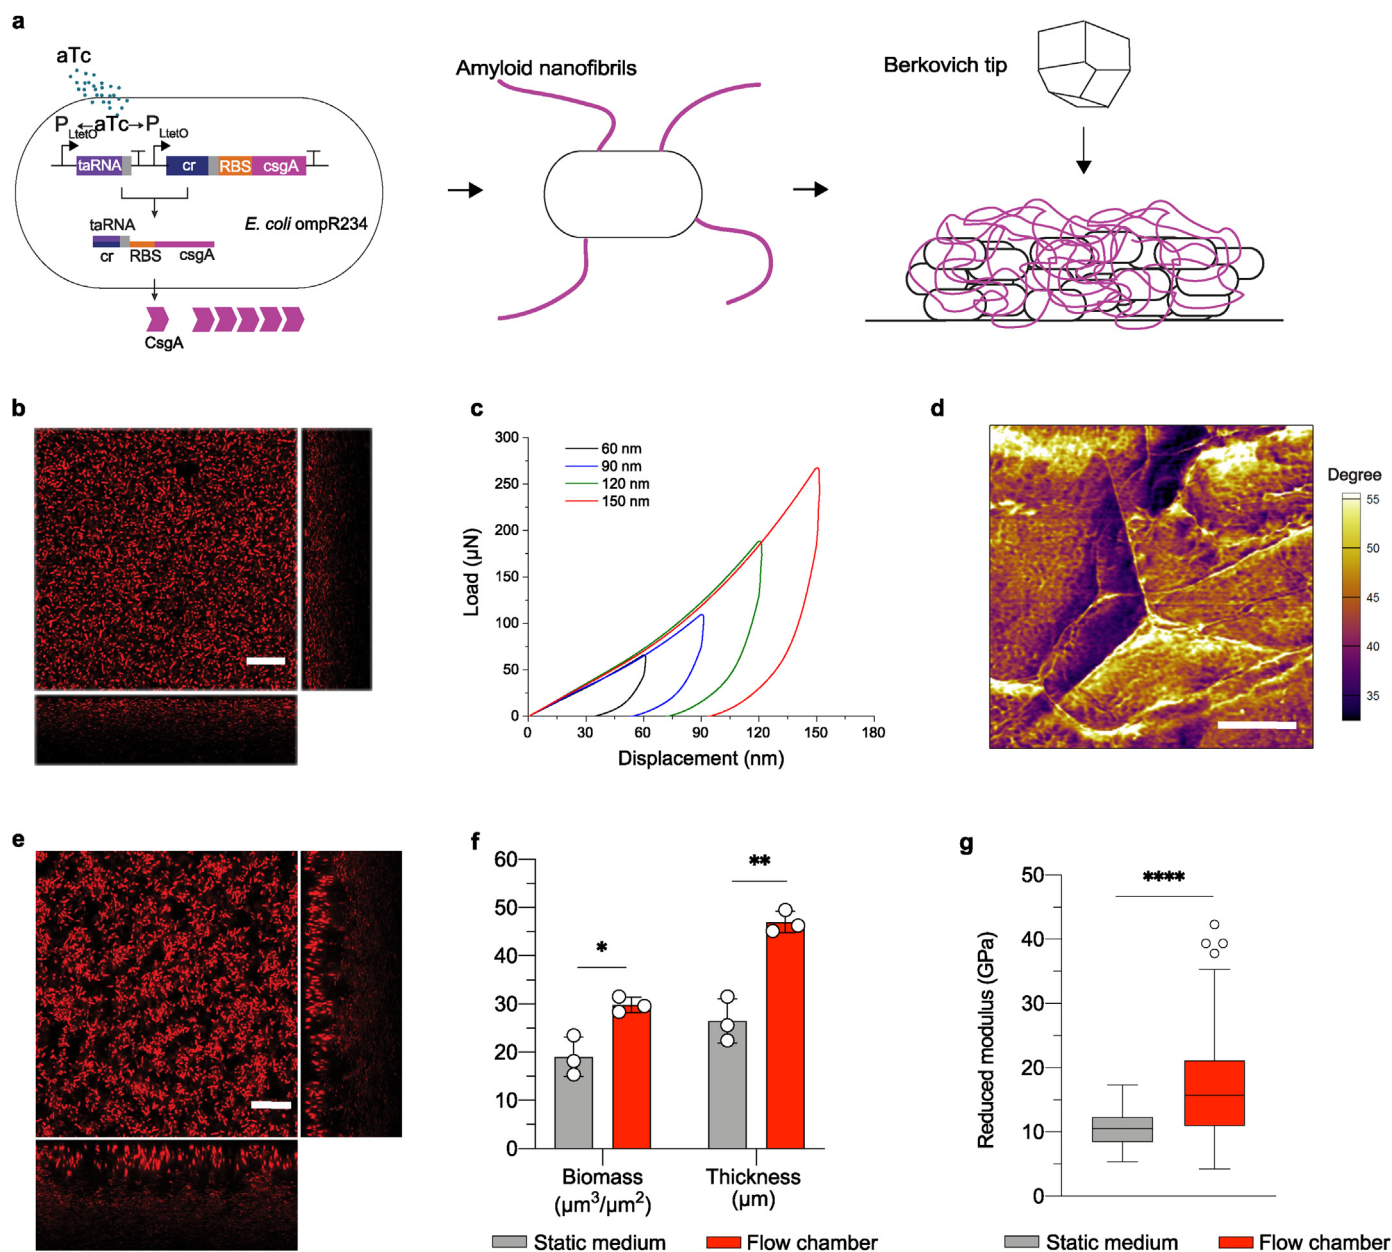 a
aTc
Amyloid nanofibrils
Berkovich tip
P LtetO ←aTc→ P LtetO
taRNA cr RBS csgA
taRNA
cr RBS csgA
E. coli ompR234
CsgA
b
c
300
250
200
150
100
50
0
Load (µN)
60 nm
90 nm
120 nm
150 nm
0 30 60 90 120 150 180
Displacement (nm)
d
Degree
55
50
45
40
35
e
f
60
50
40
30
20
10
0
*
**
Biomass (µm³/µm²)
Thickness (µm)
Static medium Flow chamber
g
50
40
30
20
10
0
Reduced modulus (GPa)
****
Static medium Flow chamber